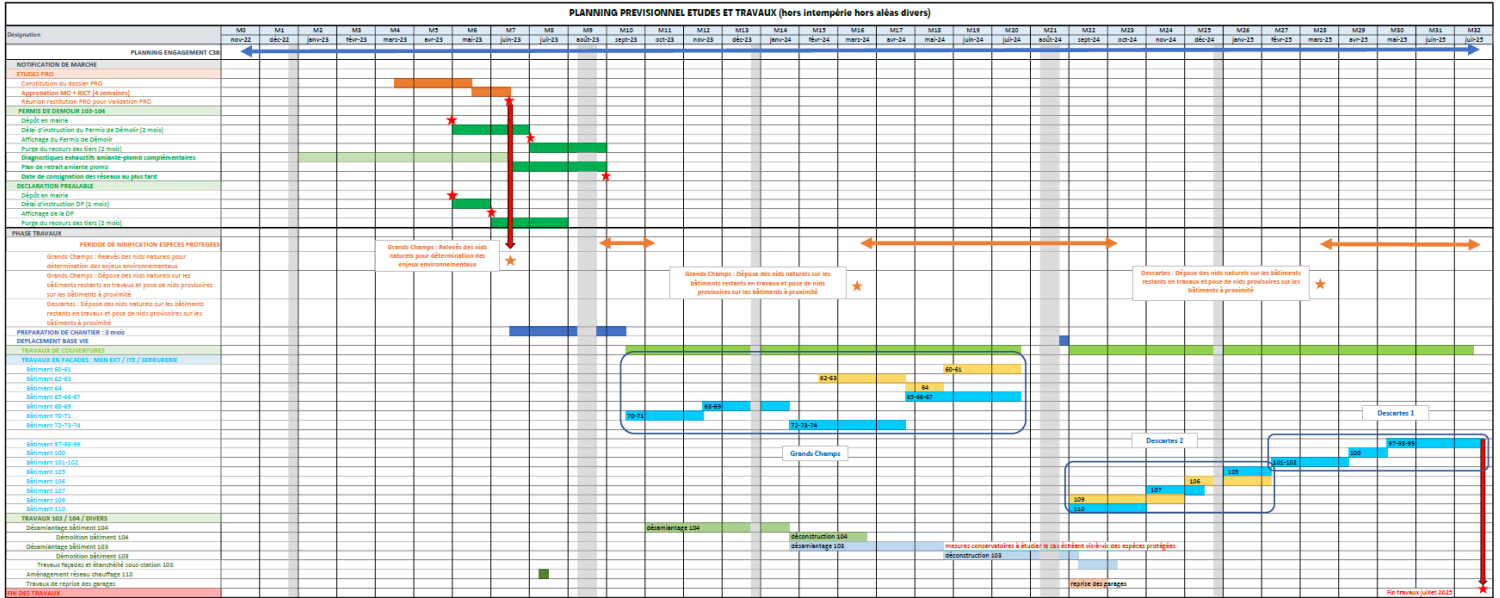 PLANNING PREVISIONNEL ETUDES ET TRAVAUX (hors intempérie hors aléas divers)
Désignation M0 M1 M2 M3 M4 M5 M6 M7 M8 M9 M10 M11 M12 M13 M14 M15 M16 M17 M18 M19 M20 M21 M22 M23 M24 M25 M26 M27 M28 M29 M30 M31 M32
nov-22 déc-22 janv-23 févr-23 mars-23 avr-23 mai-23 juin-23 juil-23 août-23 sept-23 oct-23 nov-23 déc-23 janv-24 févr-24 mars-24 avr-24 mai-24 juin-24 juil-24 août-24 sept-24 oct-24 nov-24 déc-24 janv-25 févr-25 mars-25 avr-25 mai-25 juin-25 juil-25
PLANNING ENGAGEMENT C3B
NOTIFICATION DE MARCHE
ETUDES PRO
Constitution du dossier PRO
Approbation MO + RICT (4 semaines)
Réunion restitution PRO pour Validation PRO
PERMIS DE DEMOLIR 103-104
Dépôt en mairie
Délai d'instruction du Permis de Démolir (2 mois)
Affichage du Permis de Démolir
Purge du recours des tiers (2 mois)
Diagnostiques exhaustifs amiante-plomb complémentaires
Plan de retrait amiante plomb
Date de consignation des réseaux au plus tard
DECLARATION PREALABLE
Dépôt en mairie
Délai d'instruction DP (1 mois)
Affichage de la DP
Purge du recours des tiers (2 mois)
PHASE TRAVAUX
PERIODE DE NIDIFICATION ESPECES PROTEGEES
Grands Champs : Relevés des nids naturels pour
détermination des enjeux environnementaux
Grands Champs : Dépose des nids naturels sur les
bâtiments restants en travaux et pose de nids provisoires
sur les bâtiments à proximité
Descartes : Dépose des nids naturels sur les bâtiments
restants en travaux et pose de nids provisoires sur les
bâtiments à proximité
Grands Champs : Relevés des nids
naturels pour détermination des
enjeux environnementaux
Grands Champs : Dépose des nids naturels sur les
bâtiments restants en travaux et pose de nids
provisoires sur les bâtiments à proximité
Descartes : Dépose des nids naturels sur les bâtiments
restants en travaux et pose de nids provisoires sur les
bâtiments à proximité
PREPARATION DE CHANTIER : 3 mois
DEPLACEMENT BASE VIE
TRAVAUX DE COUVERTURES
TRAVAUX EN FACADES : MEN EXT / ITE / SERRURERIE
Bâtiment 60-61 60-61
Bâtiment 62-63 62-63
Bâtiment 64 64
Bâtiment 65-66-67 65-66-67
Bâtiment 68-69 68-69
Bâtiment 70-71 70-71
Bâtiment 72-73-74 72-73-74
Descartes 1
Descartes 2
Grands Champs
Bâtiment 97-98-99 97-98-99
Bâtiment 100 100
Bâtiment 101-102 101-102
Bâtiment 105 105
Bâtiment 106 106
Bâtiment 107 107
Bâtiment 109 109
Bâtiment 110 110
TRAVAUX 103 / 104 / DIVERS
Désamiantage bâtiment 104 désamiantage 104
Démolition bâtiment 104 déconstruction 104
Désamiantage bâtiment 103 désamiantage 103 mesures conservatoires à étudier le cas échéant vis-à-vis des espèces protégées
Démolition bâtiment 103 déconstruction 103
Travaux façades et étanchéité sous-station 103
Aménagement réseau chauffage 110
Travaux de reprise des garages reprise des garages
FIN DES TRAVAUX Fin travaux juillet 2025